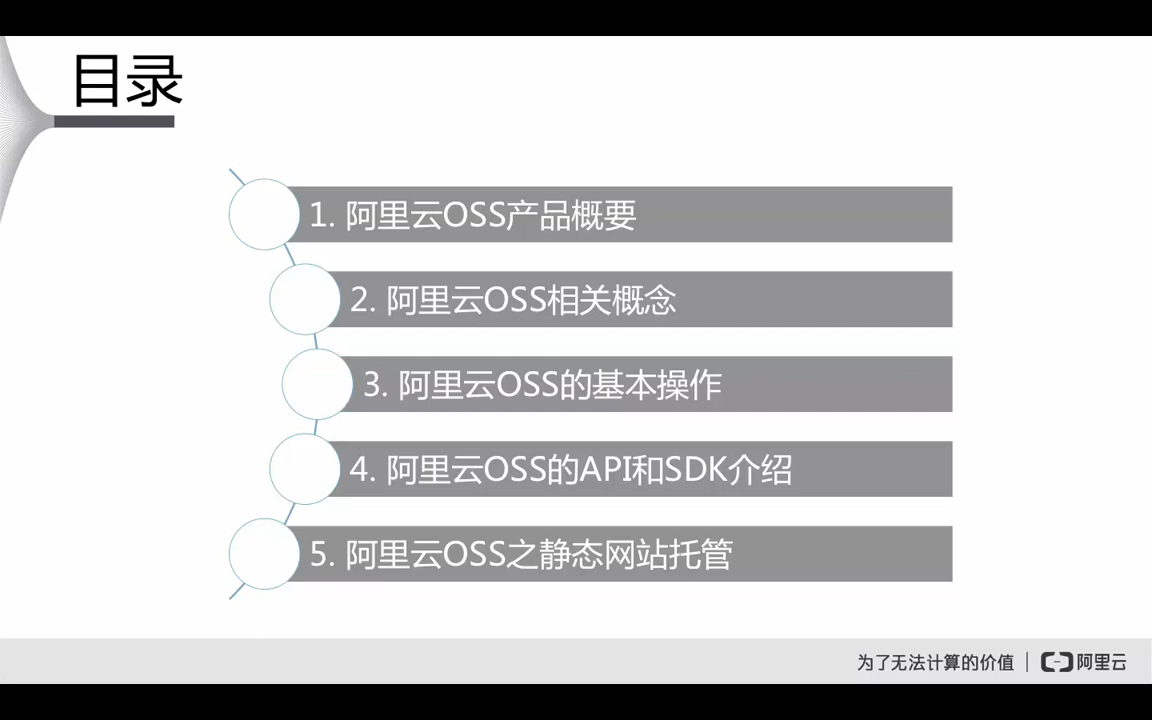 目录
1. 阿里云OSS产品概要
2. 阿里云OSS相关概念
3. 阿里云OSS的基本操作
4. 阿里云OSS的API和SDK介绍
5. 阿里云OSS之静态网站托管
为了无法计算的价值 | 阿里云